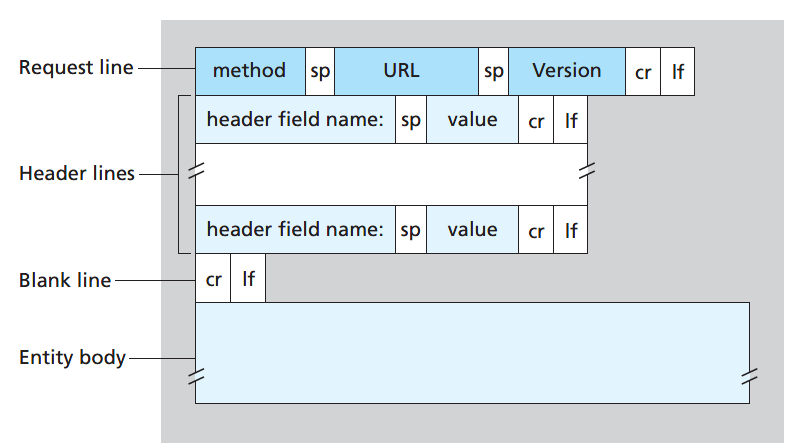 Request line method sp URL sp Version cr lf
header field name: sp value cr lf
Header lines
header field name: sp value cr lf
Blank line cr lf
Entity body